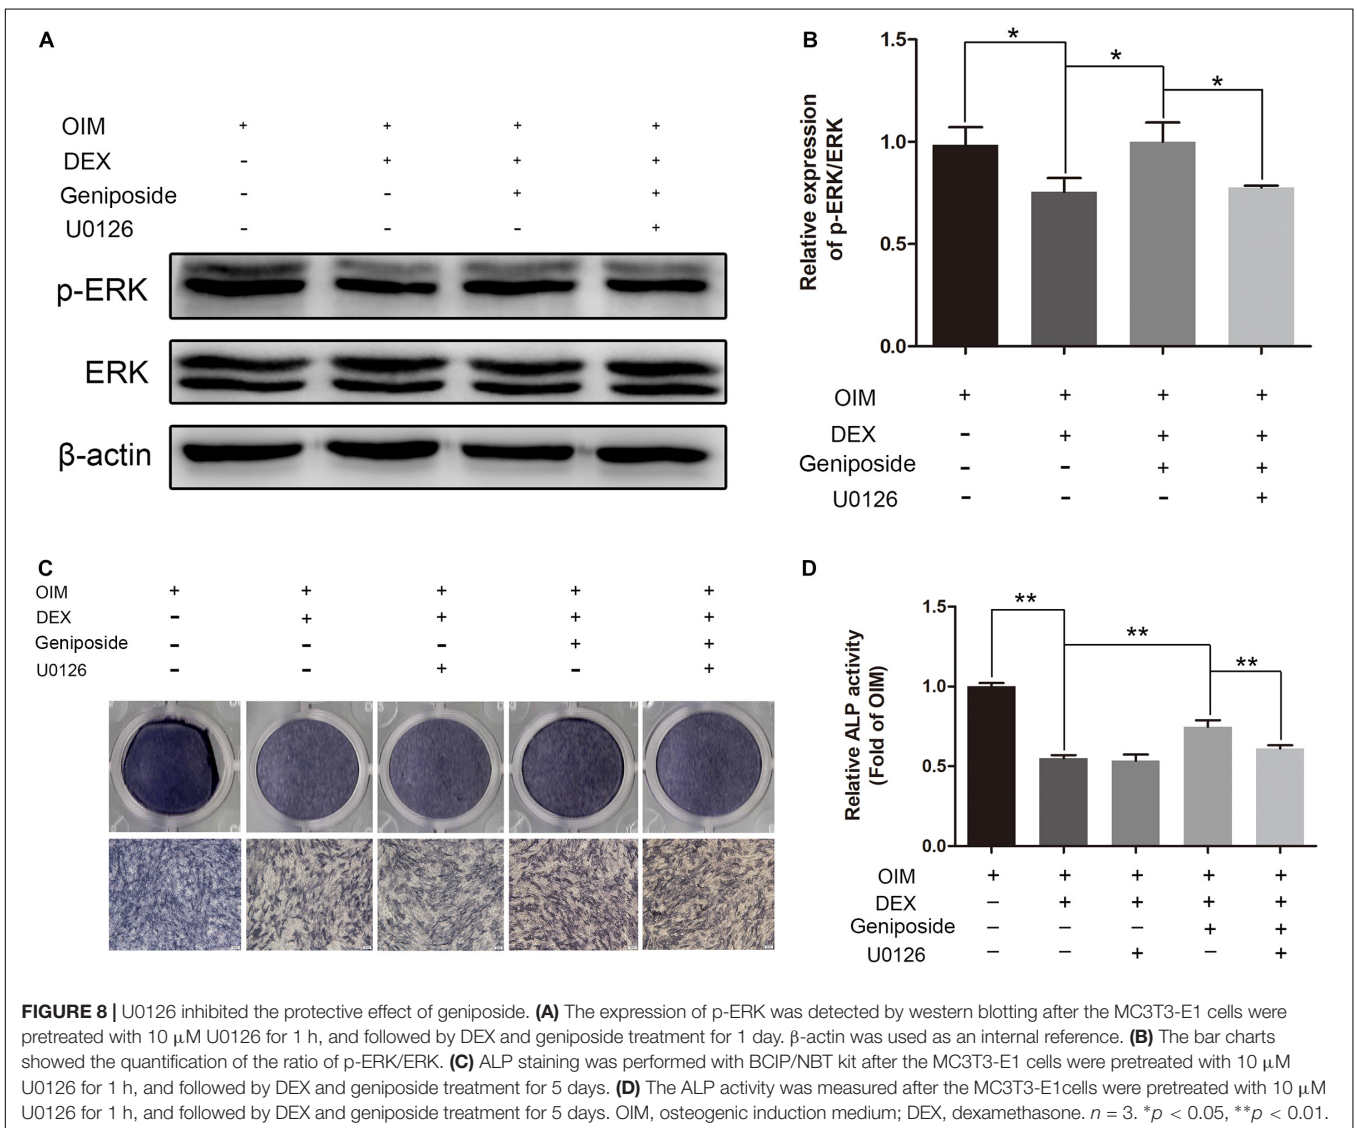 A
OIM + + + +
DEX - + + +
Geniposide - - + +
U0126 - - - +
p-ERK
ERK
β-actin
B
Relative expression
of p-ERK/ERK
1.5
*
*
*
1.0
0.5
0.0
OIM + + + +
DEX - + + +
Geniposide - - + +
U0126 - - - +
C
OIM + + + + +
DEX - + + + +
Geniposide - - - + +
U0126 - - + - +
D
Relative ALP activity
(Fold of OIM)
1.5
**
**
**
1.0
0.5
0.0
OIM + + + + +
DEX – + + + +
Geniposide – – – + +
U0126 – – + – +
FIGURE 8 | U0126 inhibited the protective effect of geniposide. (A) The expression of p-ERK was detected by western blotting after the MC3T3-E1 cells were
pretreated with 10 μM U0126 for 1 h, and followed by DEX and geniposide treatment for 1 day. β-actin was used as an internal reference. (B) The bar charts
showed the quantification of the ratio of p-ERK/ERK. (C) ALP staining was performed with BCIP/NBT kit after the MC3T3-E1 cells were pretreated with 10 μM
U0126 for 1 h, and followed by DEX and geniposide treatment for 5 days. (D) The ALP activity was measured after the MC3T3-E1cells were pretreated with 10 μM
U0126 for 1 h, and followed by DEX and geniposide treatment for 5 days. OIM, osteogenic induction medium; DEX, dexamethasone. n = 3. *p < 0.05, **p < 0.01.